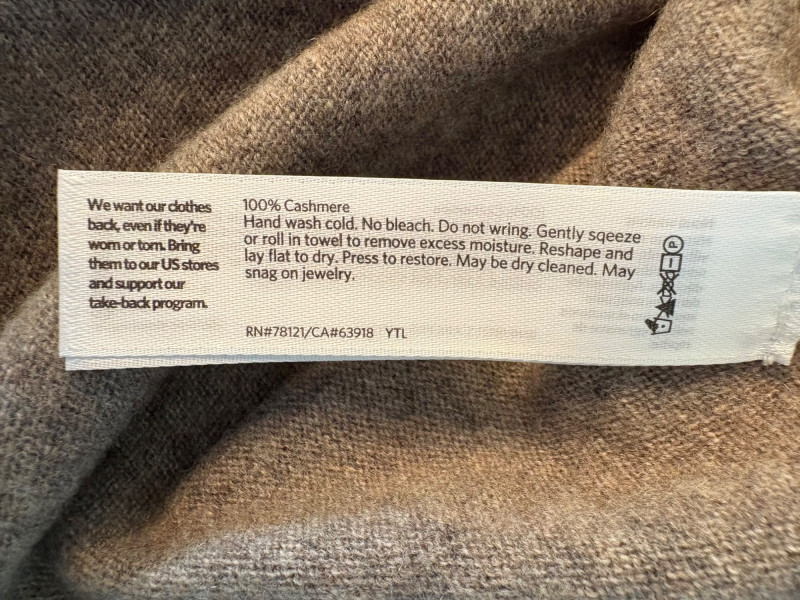 We want our clothes
back, even if they're
worn or torn. Bring
them to our US stores
and support our
take-back program.
100% Cashmere
Hand wash cold. No bleach. Do not wring. Gently sqeeze
or roll in towel to remove excess moisture. Reshape and
lay flat to dry. Press to restore. May be dry cleaned. May
snag on jewelry.
RN#78121/CA#63918 YTL
P